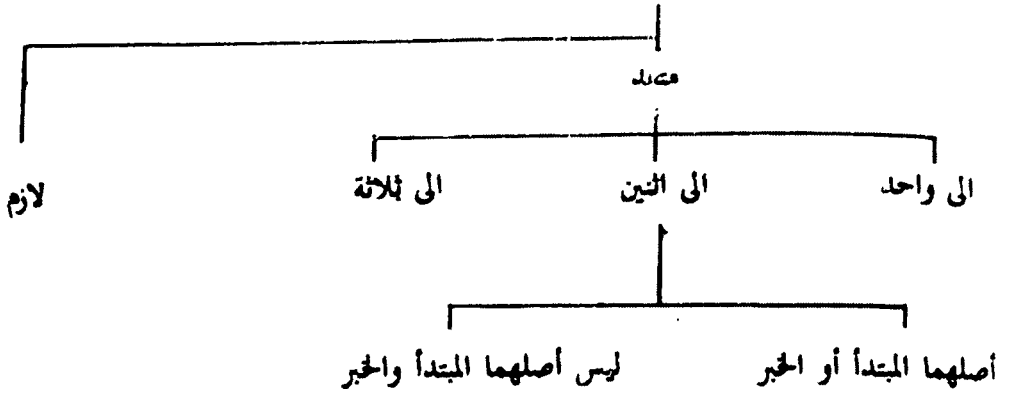 متعد
الى واحد
الى اثنين
الى ثلاثة
لازم
أصلهما المبتدأ أو الخبر
ليس أصلهما المبتدأ والخبر